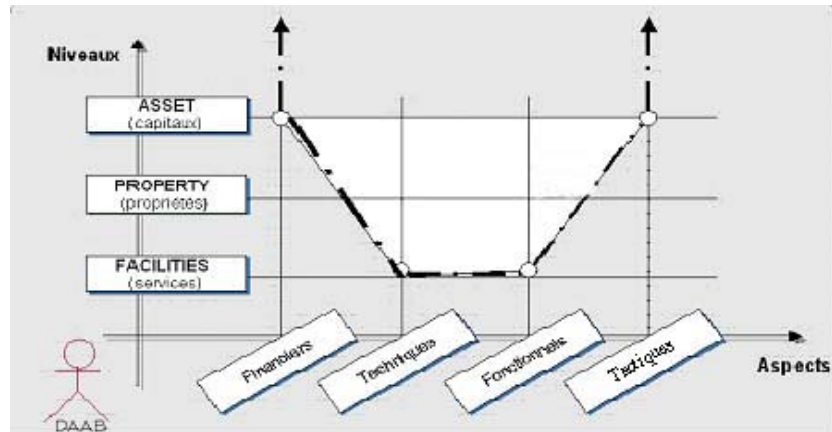 Niveaux
ASSET
(capitaux)
PROPERTY
(propriétés)
FACILITIES
(services)
Financiers
Techniques
Fonctionnels
Tactiques
Aspects
DAAB